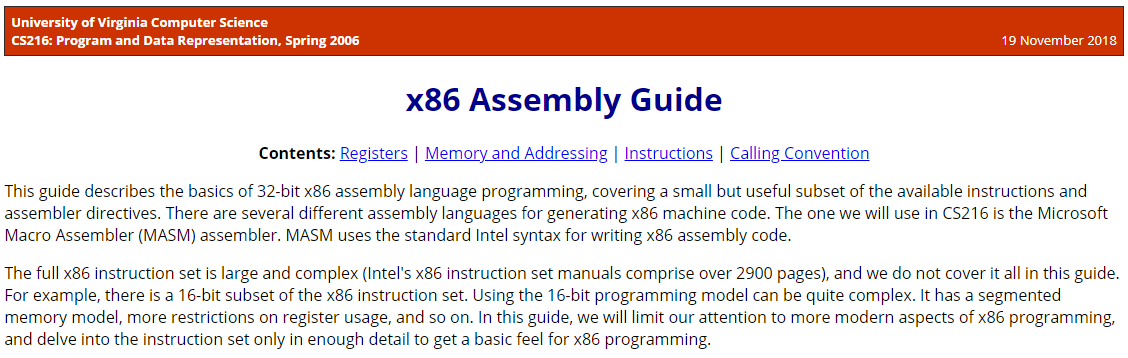 University of Virginia Computer Science
CS216: Program and Data Representation, Spring 2006
19 November 2018
x86 Assembly Guide
Contents: Registers | Memory and Addressing | Instructions | Calling Convention
This guide describes the basics of 32-bit x86 assembly language programming, covering a small but useful subset of the available instructions and
assembler directives. There are several different assembly languages for generating x86 machine code. The one we will use in CS216 is the Microsoft
Macro Assembler (MASM) assembler. MASM uses the standard Intel syntax for writing x86 assembly code.
The full x86 instruction set is large and complex (Intel's x86 instruction set manuals comprise over 2900 pages), and we do not cover it all in this guide.
For example, there is a 16-bit subset of the x86 instruction set. Using the 16-bit programming model can be quite complex. It has a segmented
memory model, more restrictions on register usage, and so on. In this guide, we will limit our attention to more modern aspects of x86 programming,
and delve into the instruction set only in enough detail to get a basic feel for x86 programming.